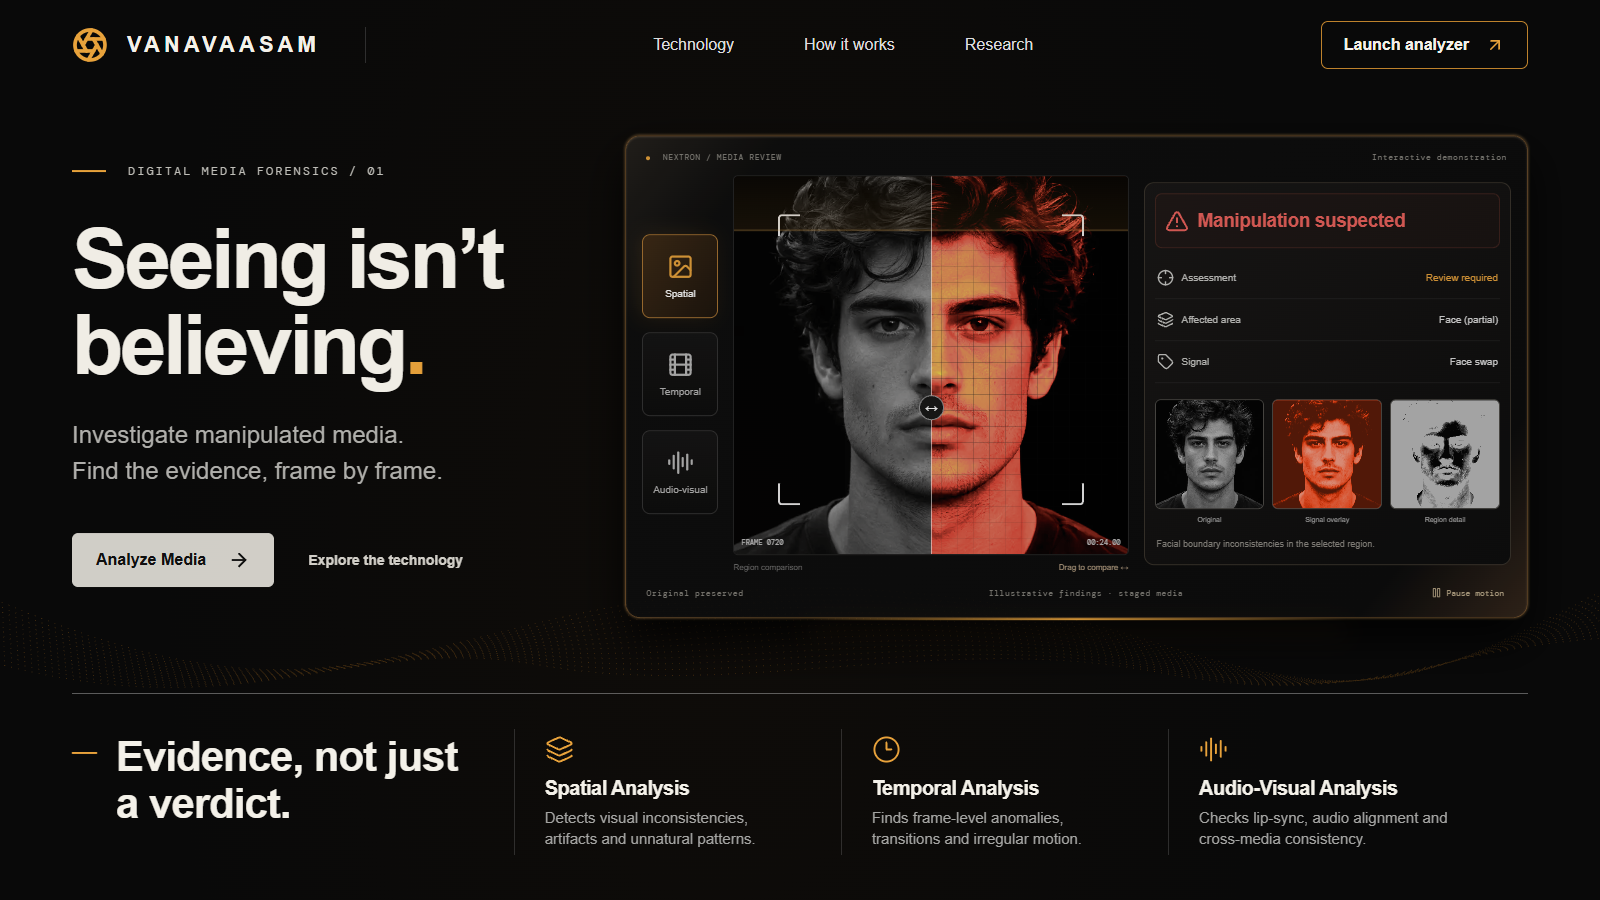 VANAVAASAM
Technology
How it works
Research
Launch analyzer
DIGITAL MEDIA FORENSICS / 01
Seeing isn’t
believing.
Investigate manipulated media.
Find the evidence, frame by frame.
Analyze Media
Explore the technology
NEXTRON / MEDIA REVIEW
Interactive demonstration
Spatial
Temporal
Audio-visual
FRAME 0720
00:24:00
Region comparison
Drag to compare ↔
Manipulation suspected
Assessment
Review required
Affected area
Face (partial)
Signal
Face swap
Original
Signal overlay
Region detail
Facial boundary inconsistencies in the selected region.
Original preserved
Illustrative findings · staged media
Pause motion
Evidence, not just
a verdict.
Spatial Analysis
Detects visual inconsistencies,
artifacts and unnatural patterns.
Temporal Analysis
Finds frame-level anomalies,
transitions and irregular motion.
Audio-Visual Analysis
Checks lip-sync, audio alignment and
cross-media consistency.